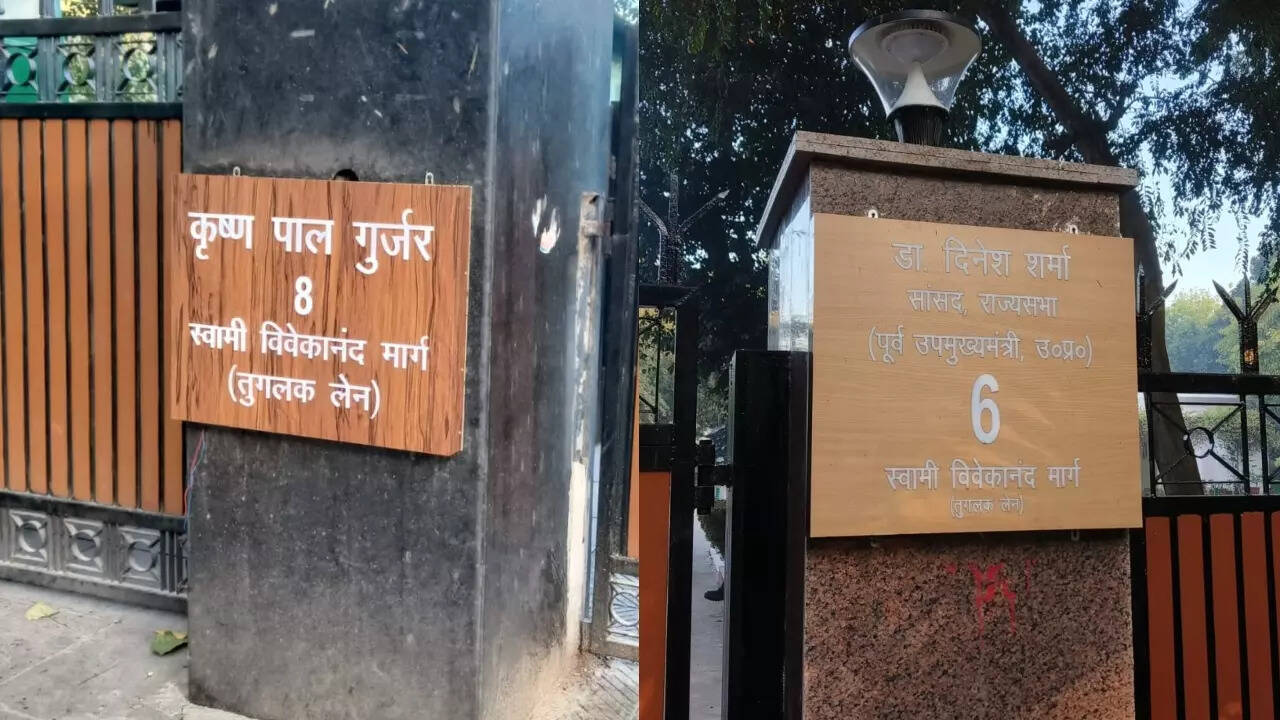 कृष्ण पाल गुर्जर
8
स्वामी विवेकानंद मार्ग
(तुगलक लेन)
डा. दिनेश शर्मा
सांसद, राज्यसभा
(पूर्व उपमुख्यमंत्री, उ०प्र०)
6
स्वामी विवेकानंद मार्ग
(तुगलक लेन)